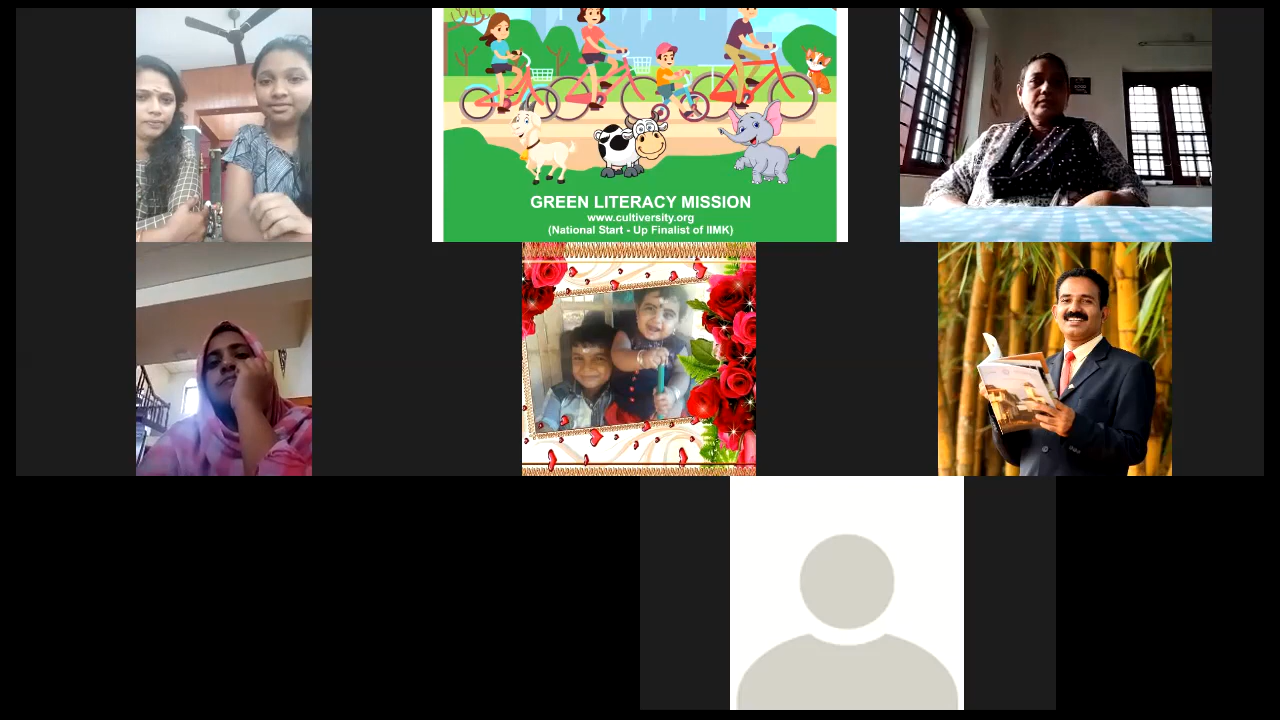 GREEN LITERACY MISSION
www.cultiversity.org
(National Start - Up Finalist of IIMK)